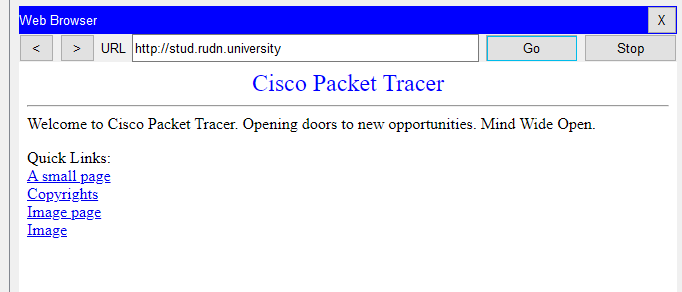 Web Browser X
< > URL http://stud.rudn.university Go Stop
Cisco Packet Tracer
Welcome to Cisco Packet Tracer. Opening doors to new opportunities. Mind Wide Open.
Quick Links:
A small page
Copyrights
Image page
Image